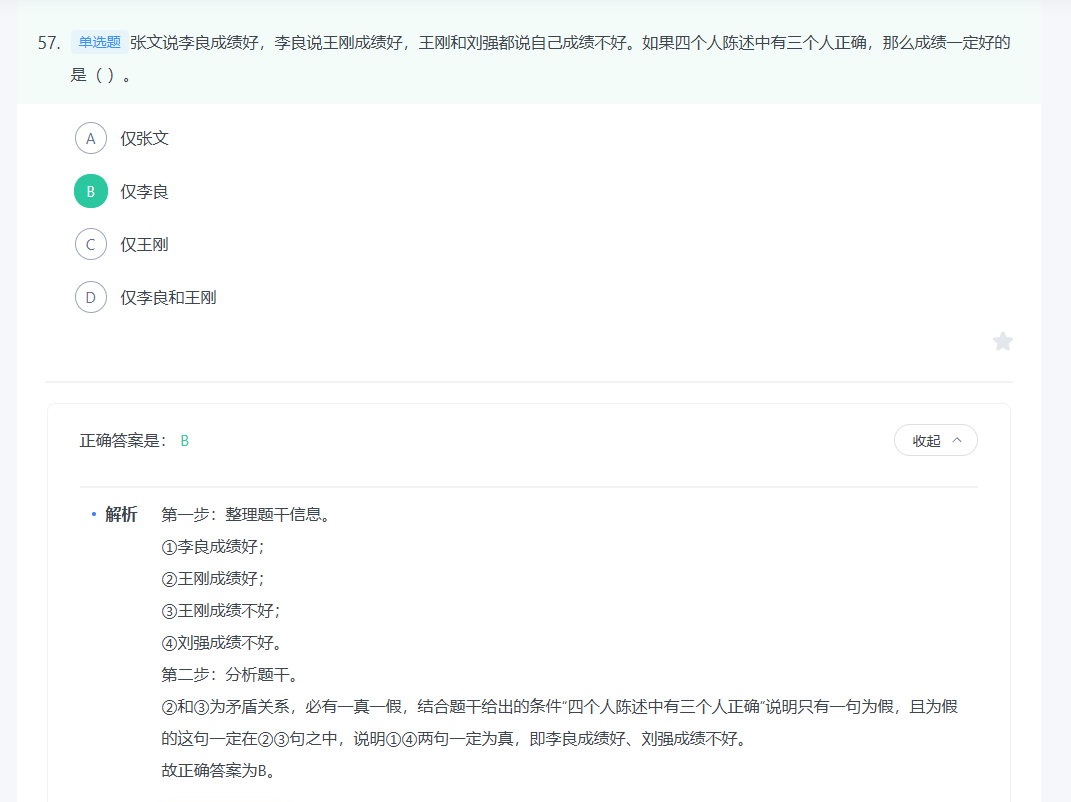 57. 单选题 张文说李良成绩好，李良说王刚成绩好，王刚和刘强都说自己成绩不好。如果四个人陈述中有三个人正确，那么成绩一定好的
是（ ）。
A 仅张文
B 仅李良
C 仅王刚
D 仅李良和王刚
正确答案是： B 收起
解析 第一步：整理题干信息。
①李良成绩好；
②王刚成绩好；
③王刚成绩不好；
④刘强成绩不好。
第二步：分析题干。
②和③为矛盾关系，必有一真一假，结合题干给出的条件“四个人陈述中有三个人正确”说明只有一句为假，且为假
的这句一定在②③句之中，说明①④两句一定为真，即李良成绩好、刘强成绩不好。
故正确答案为B。